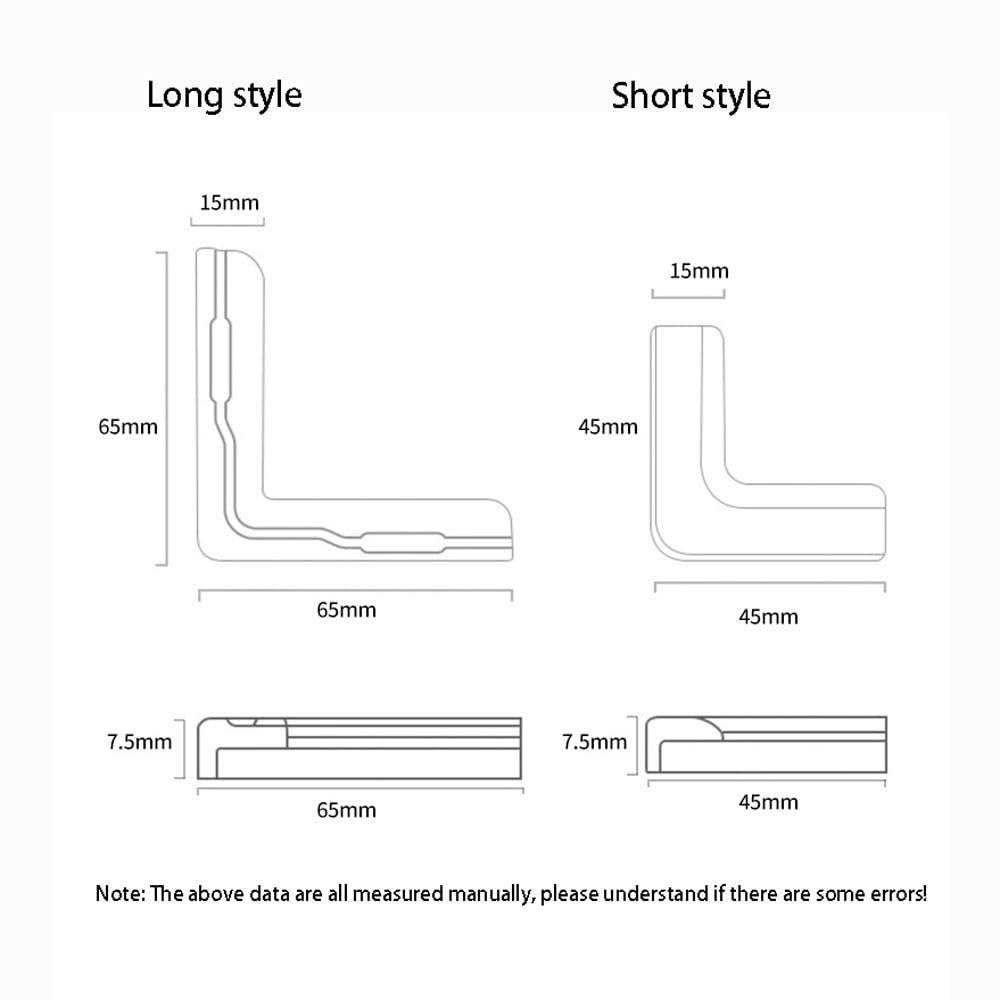 Long style
Short style
15mm
15mm
65mm
45mm
65mm
45mm
7.5mm
7.5mm
65mm
45mm
Note: The above data are all measured manually, please understand if there are some errors!